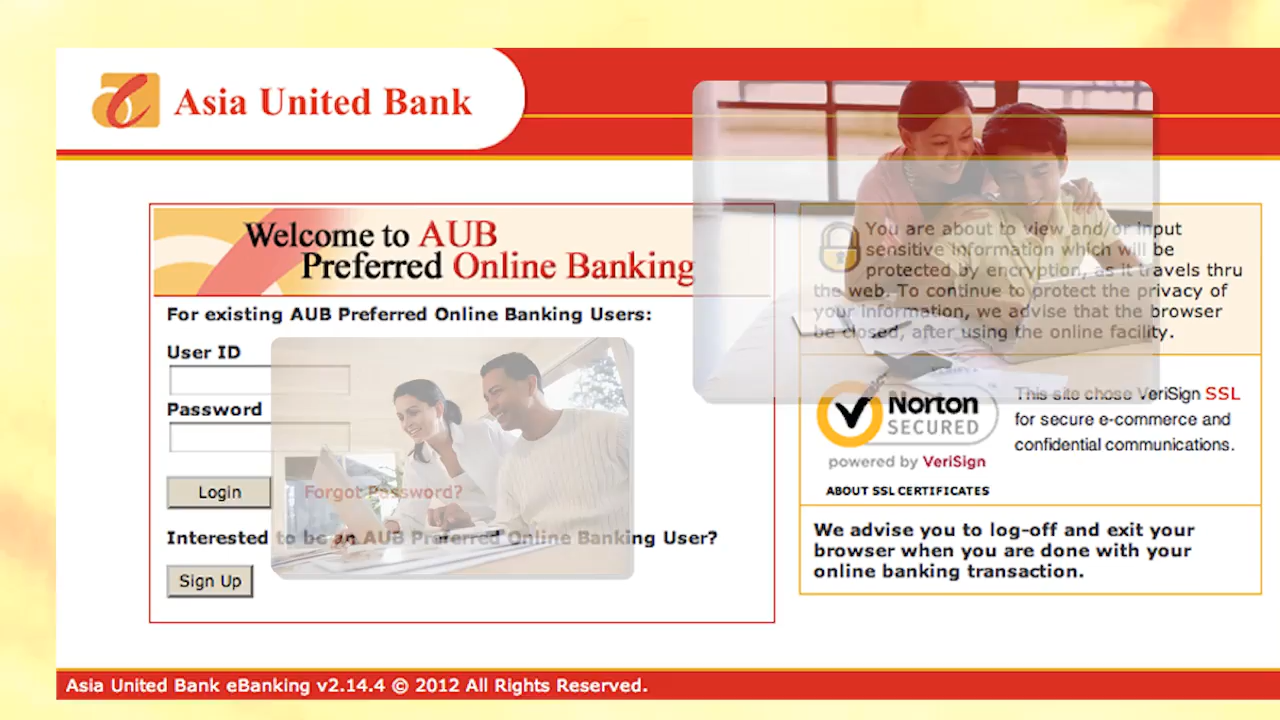 Asia United Bank
Welcome to AUB
Preferred Online Banking
For existing AUB Preferred Online Banking Users:
User ID
Password
Login
Forgot Password?
Interested to be an AUB Preferred Online Banking User?
Sign Up
You are about to view and/or input
sensitive information which will be
protected by encryption, as it travels thru
the web. To continue to protect the privacy of
your information, we advise that the browser
be closed, after using the online facility.
Norton
SECURED
powered by VeriSign
ABOUT SSL CERTIFICATES
This site chose VeriSign SSL
for secure e-commerce and
confidential communications.
We advise you to log-off and exit your
browser when you are done with your
online banking transaction.
Asia United Bank eBanking v2.14.4 © 2012 All Rights Reserved.